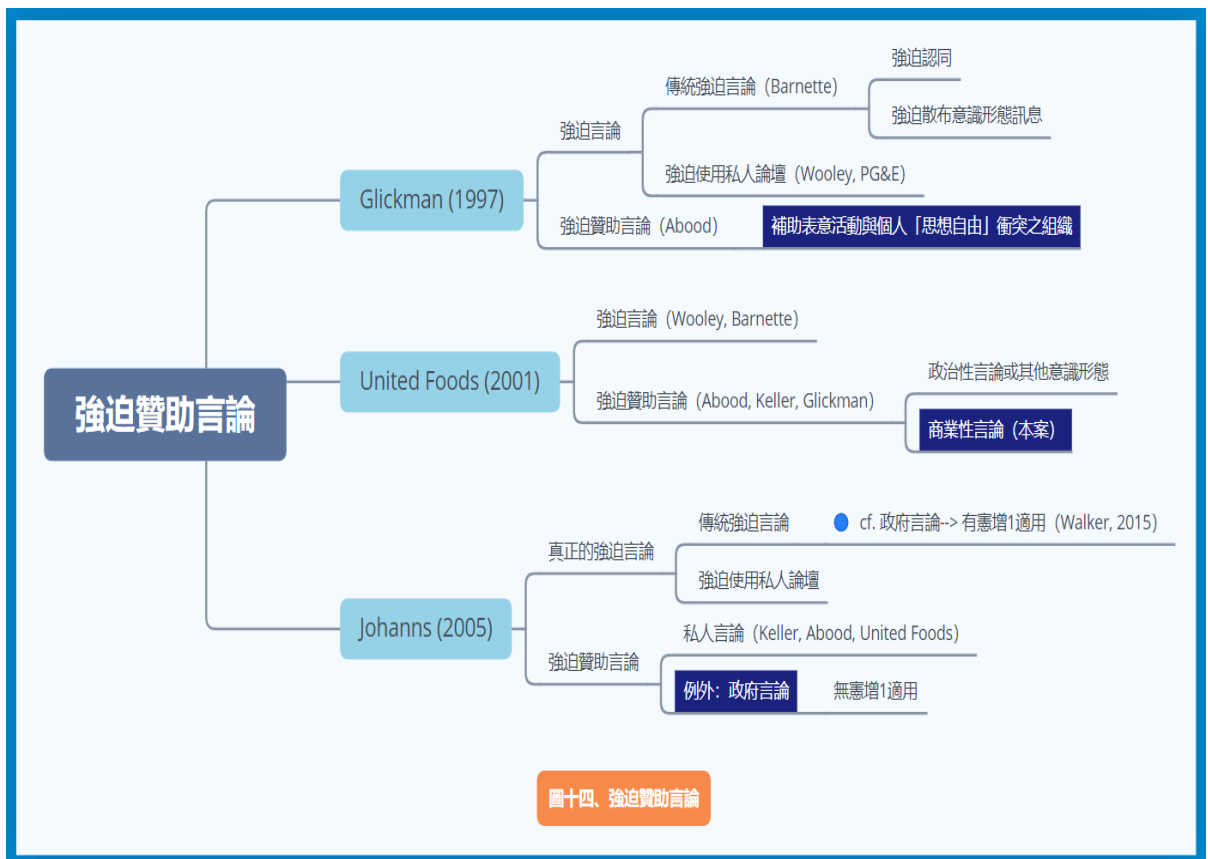 強迫贊助言論
Glickman (1997)
強迫言論
傳統強迫言論（Barnette）
強迫認同
強迫散布意識形態訊息
強迫使用私人論壇（Wooley, PG&E）
強迫贊助言論（Abood）
補助表意活動與個人「思想自由」衝突之組織
United Foods (2001)
強迫言論（Wooley, Barnette）
強迫贊助言論（Abood, Keller, Glickman）
政治性言論或其他意識形態
商業性言論（本案）
Johanns (2005)
真正的強迫言論
傳統強迫言論
cf. 政府言論--> 有憲增1適用（Walker, 2015）
強迫使用私人論壇
強迫贊助言論
私人言論（Keller, Abood, United Foods）
例外：政府言論
無憲增1適用
圖十四、強迫贊助言論